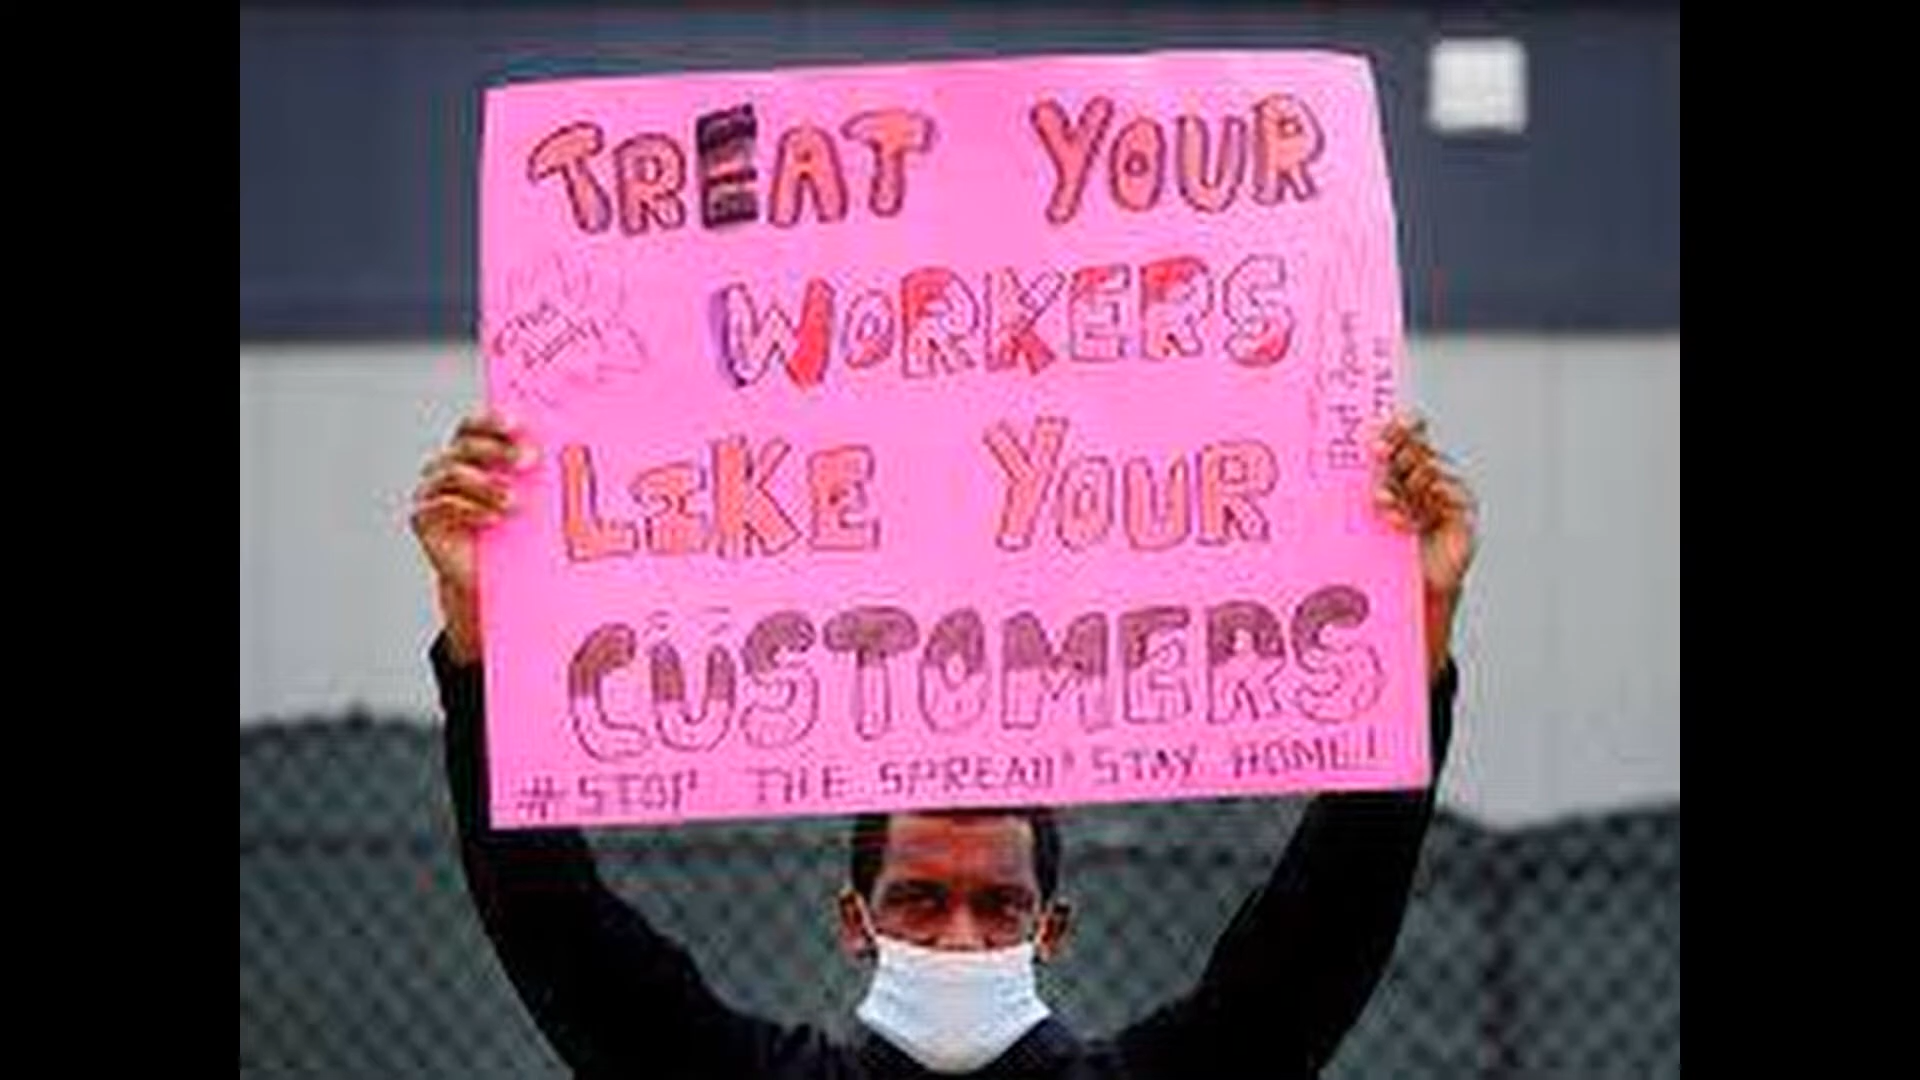 TREAT YOUR
WORKERS
LIKE YOUR
CUSTOMERS
#STOP THE SPREAD! STAY HOME!